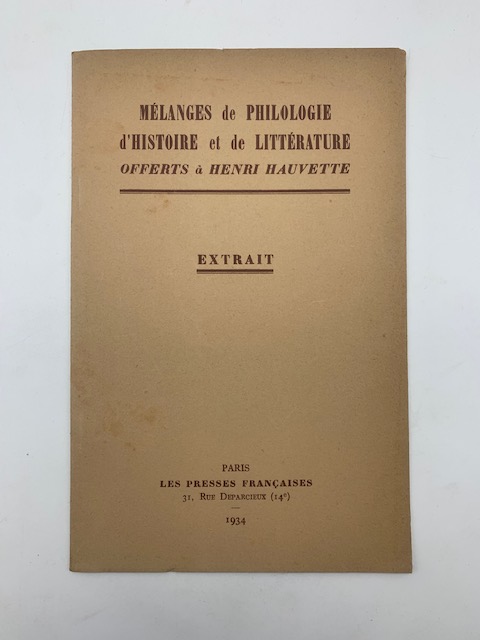 MÉLANGES de PHILOLOGIE
d'HISTOIRE et de LITTÉRATURE
OFFERTS à HENRI HAUVETTE
EXTRAIT
PARIS
LES PRESSES FRANÇAISES
31, RUE DEPARCIEUX (14e)
1934